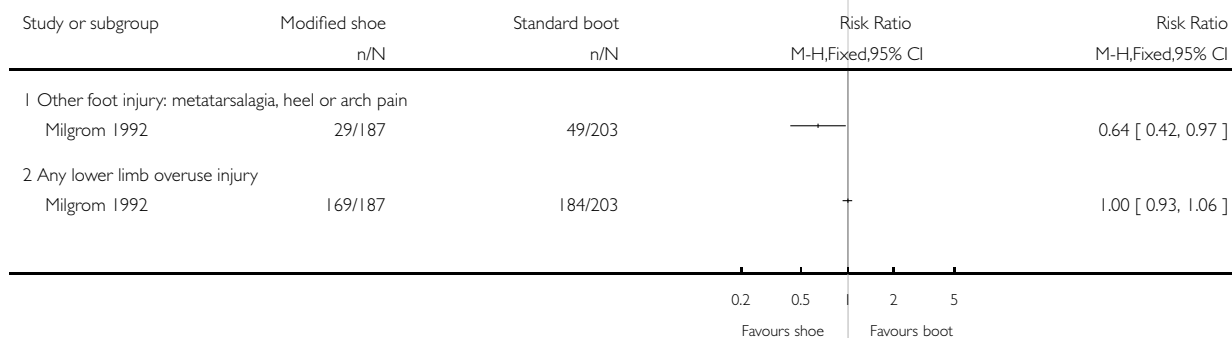 Study or subgroup Modified shoe Standard boot Risk Ratio Risk Ratio
n/N n/N M-H,Fixed,95% CI M-H,Fixed,95% CI
1 Other foot injury: metatarsalagia, heel or arch pain
Milgrom 1992 29/187 49/203 0.64 [ 0.42, 0.97 ]
2 Any lower limb overuse injury
Milgrom 1992 169/187 184/203 1.00 [ 0.93, 1.06 ]
0.2 0.5 1 2 5
Favours shoe Favours boot